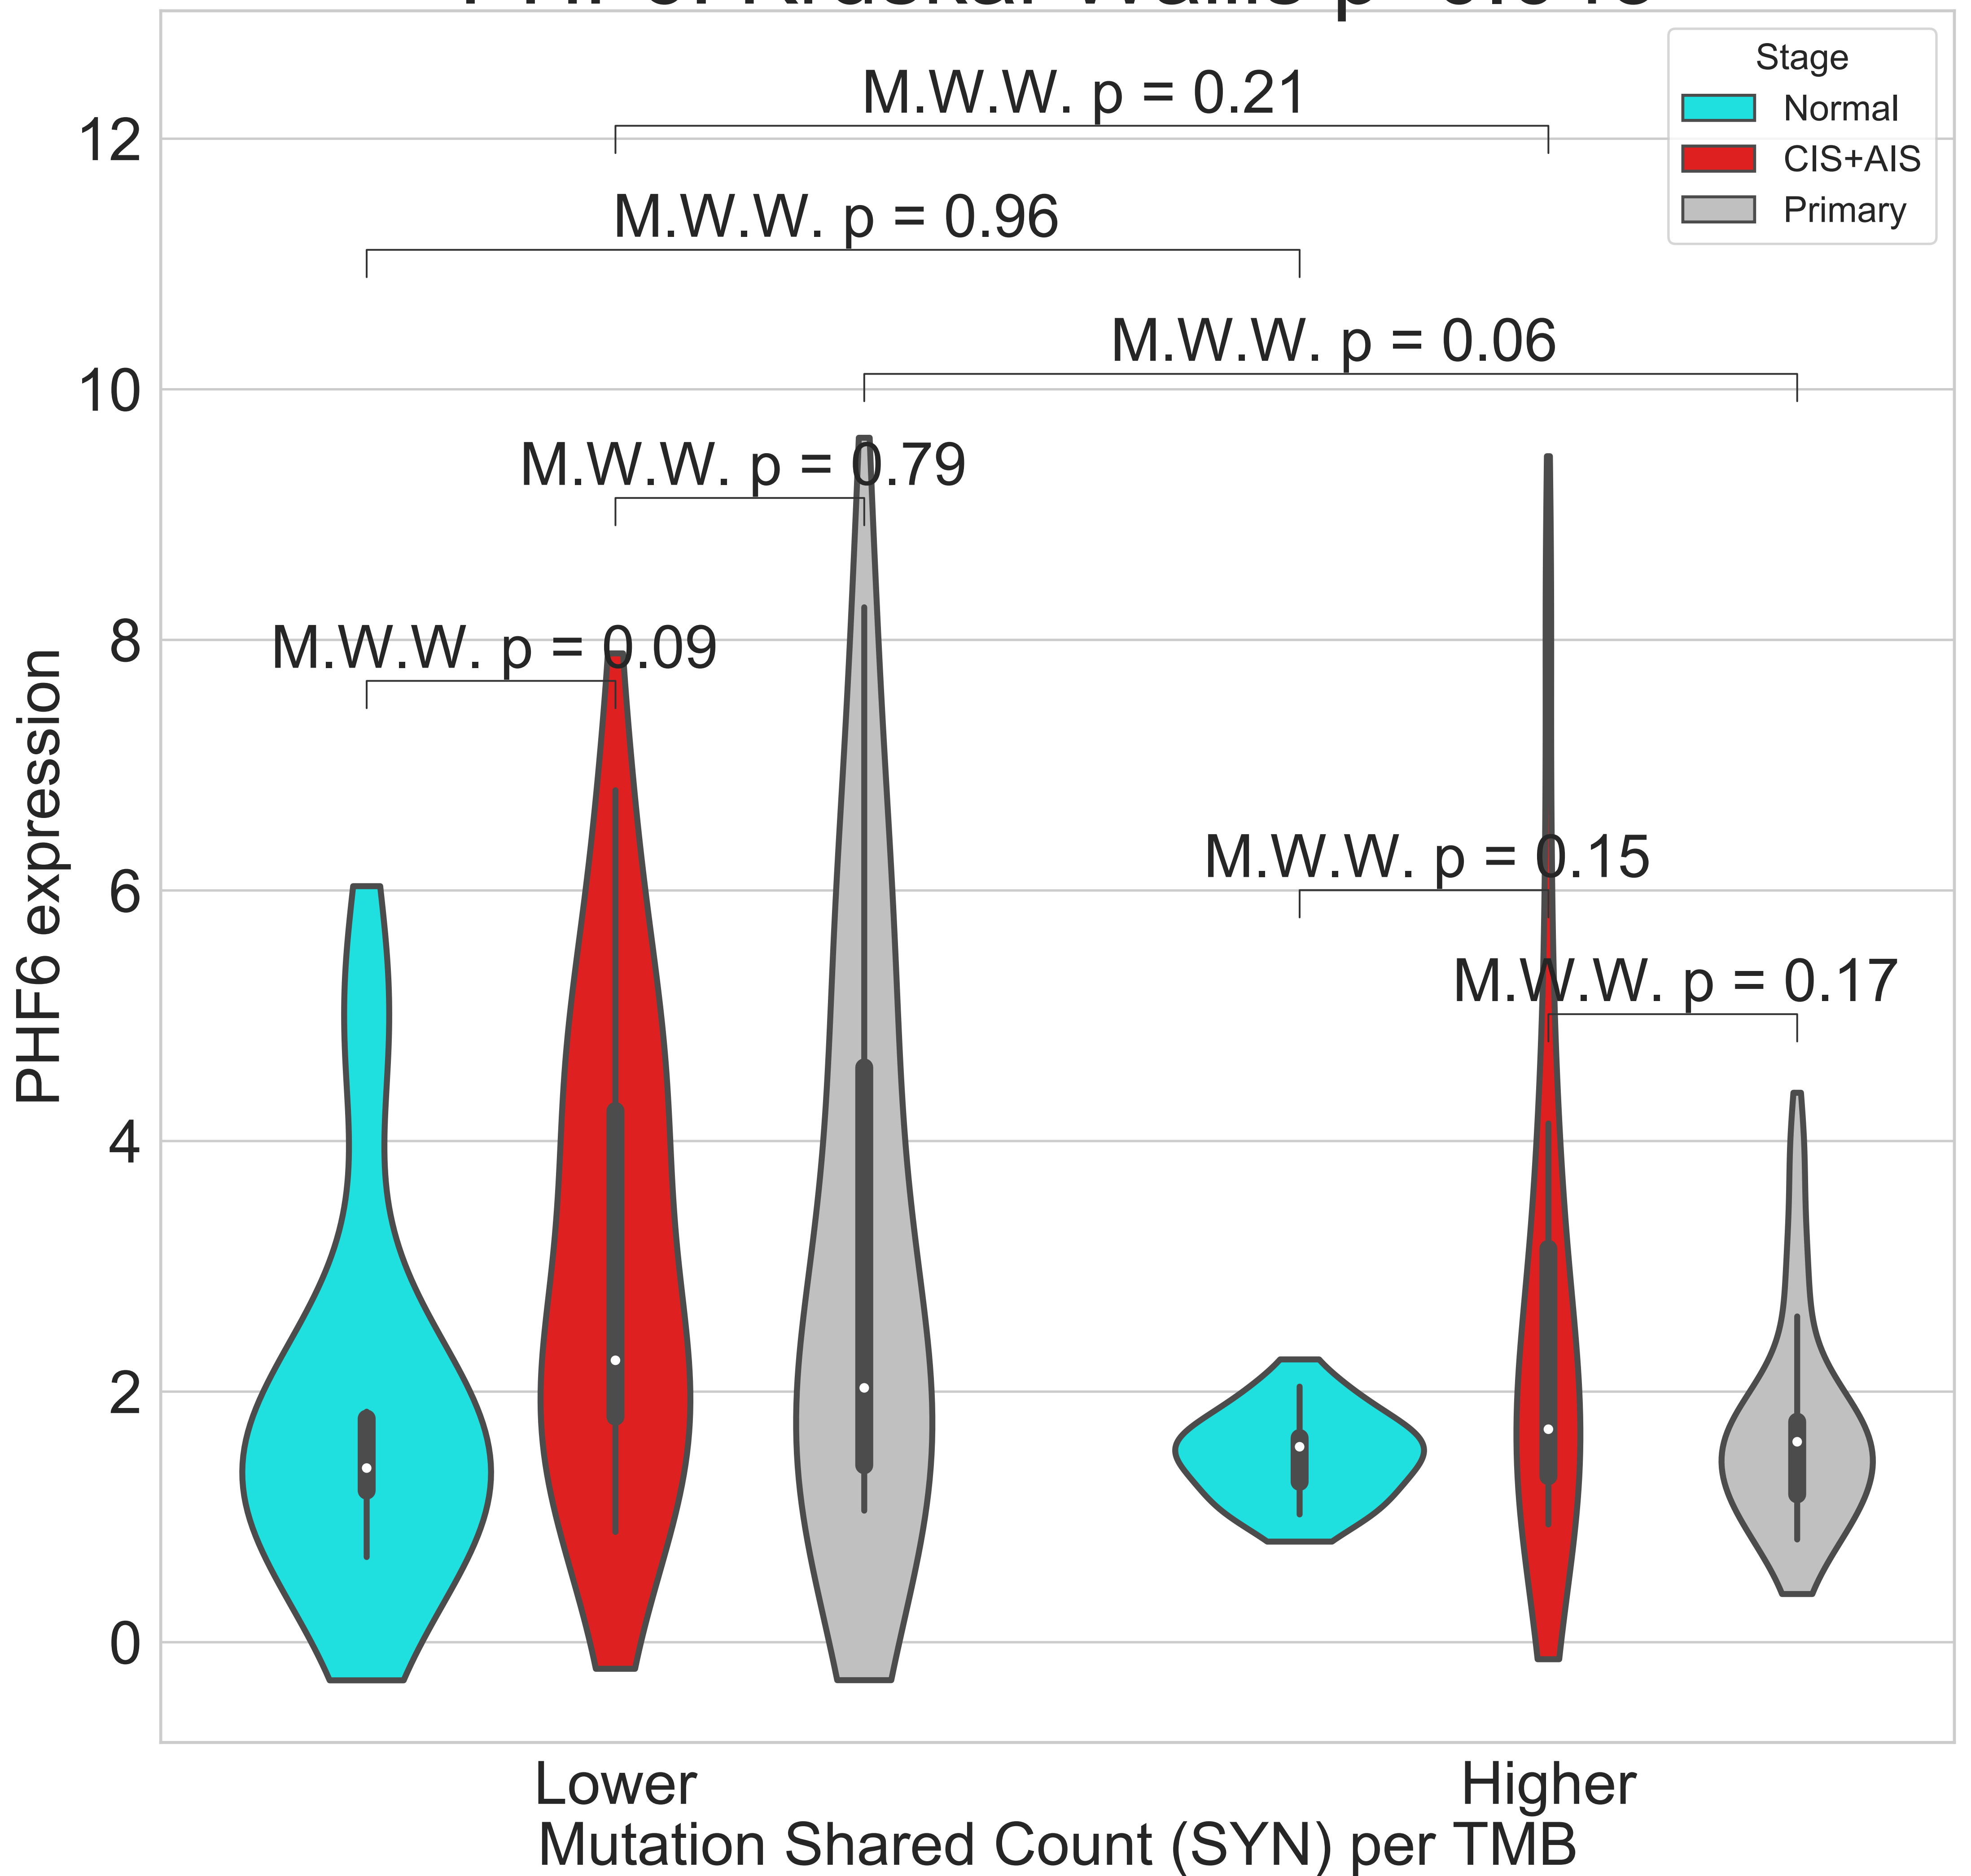 Stage
Normal
CIS+AIS
Primary
M.W.W. p = 0.21
M.W.W. p = 0.96
M.W.W. p = 0.06
M.W.W. p = 0.79
M.W.W. p = 0.09
M.W.W. p = 0.15
M.W.W. p = 0.17
12
10
8
6
4
2
0
PHF6 expression
Lower
Higher
Mutation Shared Count (SYN) per TMB